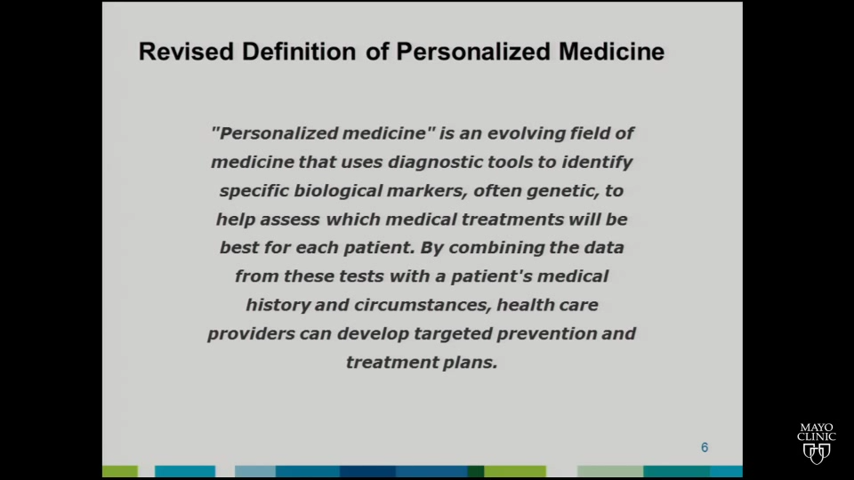 Revised Definition of Personalized Medicine
"Personalized medicine" is an evolving field of
medicine that uses diagnostic tools to identify
specific biological markers, often genetic, to
help assess which medical treatments will be
best for each patient. By combining the data
from these tests with a patient's medical
history and circumstances, health care
providers can develop targeted prevention and
treatment plans.
6
MAYO
CLINIC